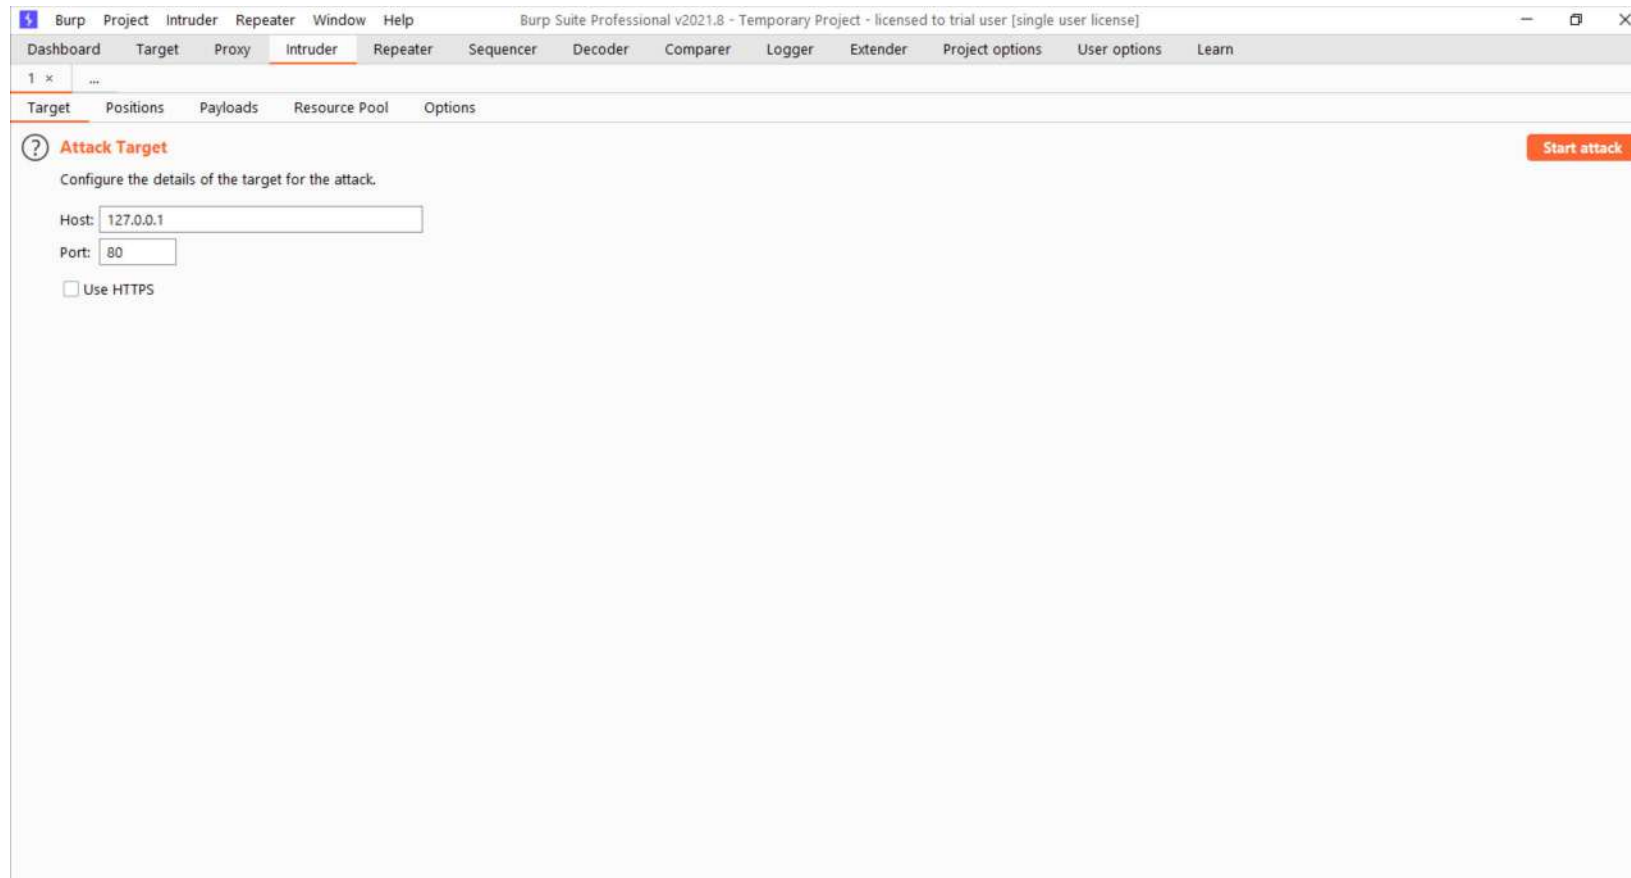 Burp Project Intruder Repeater Window Help Burp Suite Professional v2021.8 - Temporary Project - licensed to trial user [single user license]
Dashboard Target Proxy Intruder Repeater Sequencer Decoder Comparer Logger Extender Project options User options Learn
1 × ...
Target Positions Payloads Resource Pool Options
? Attack Target Start attack
Configure the details of the target for the attack.
Host: 127.0.0.1
Port: 80
Use HTTPS